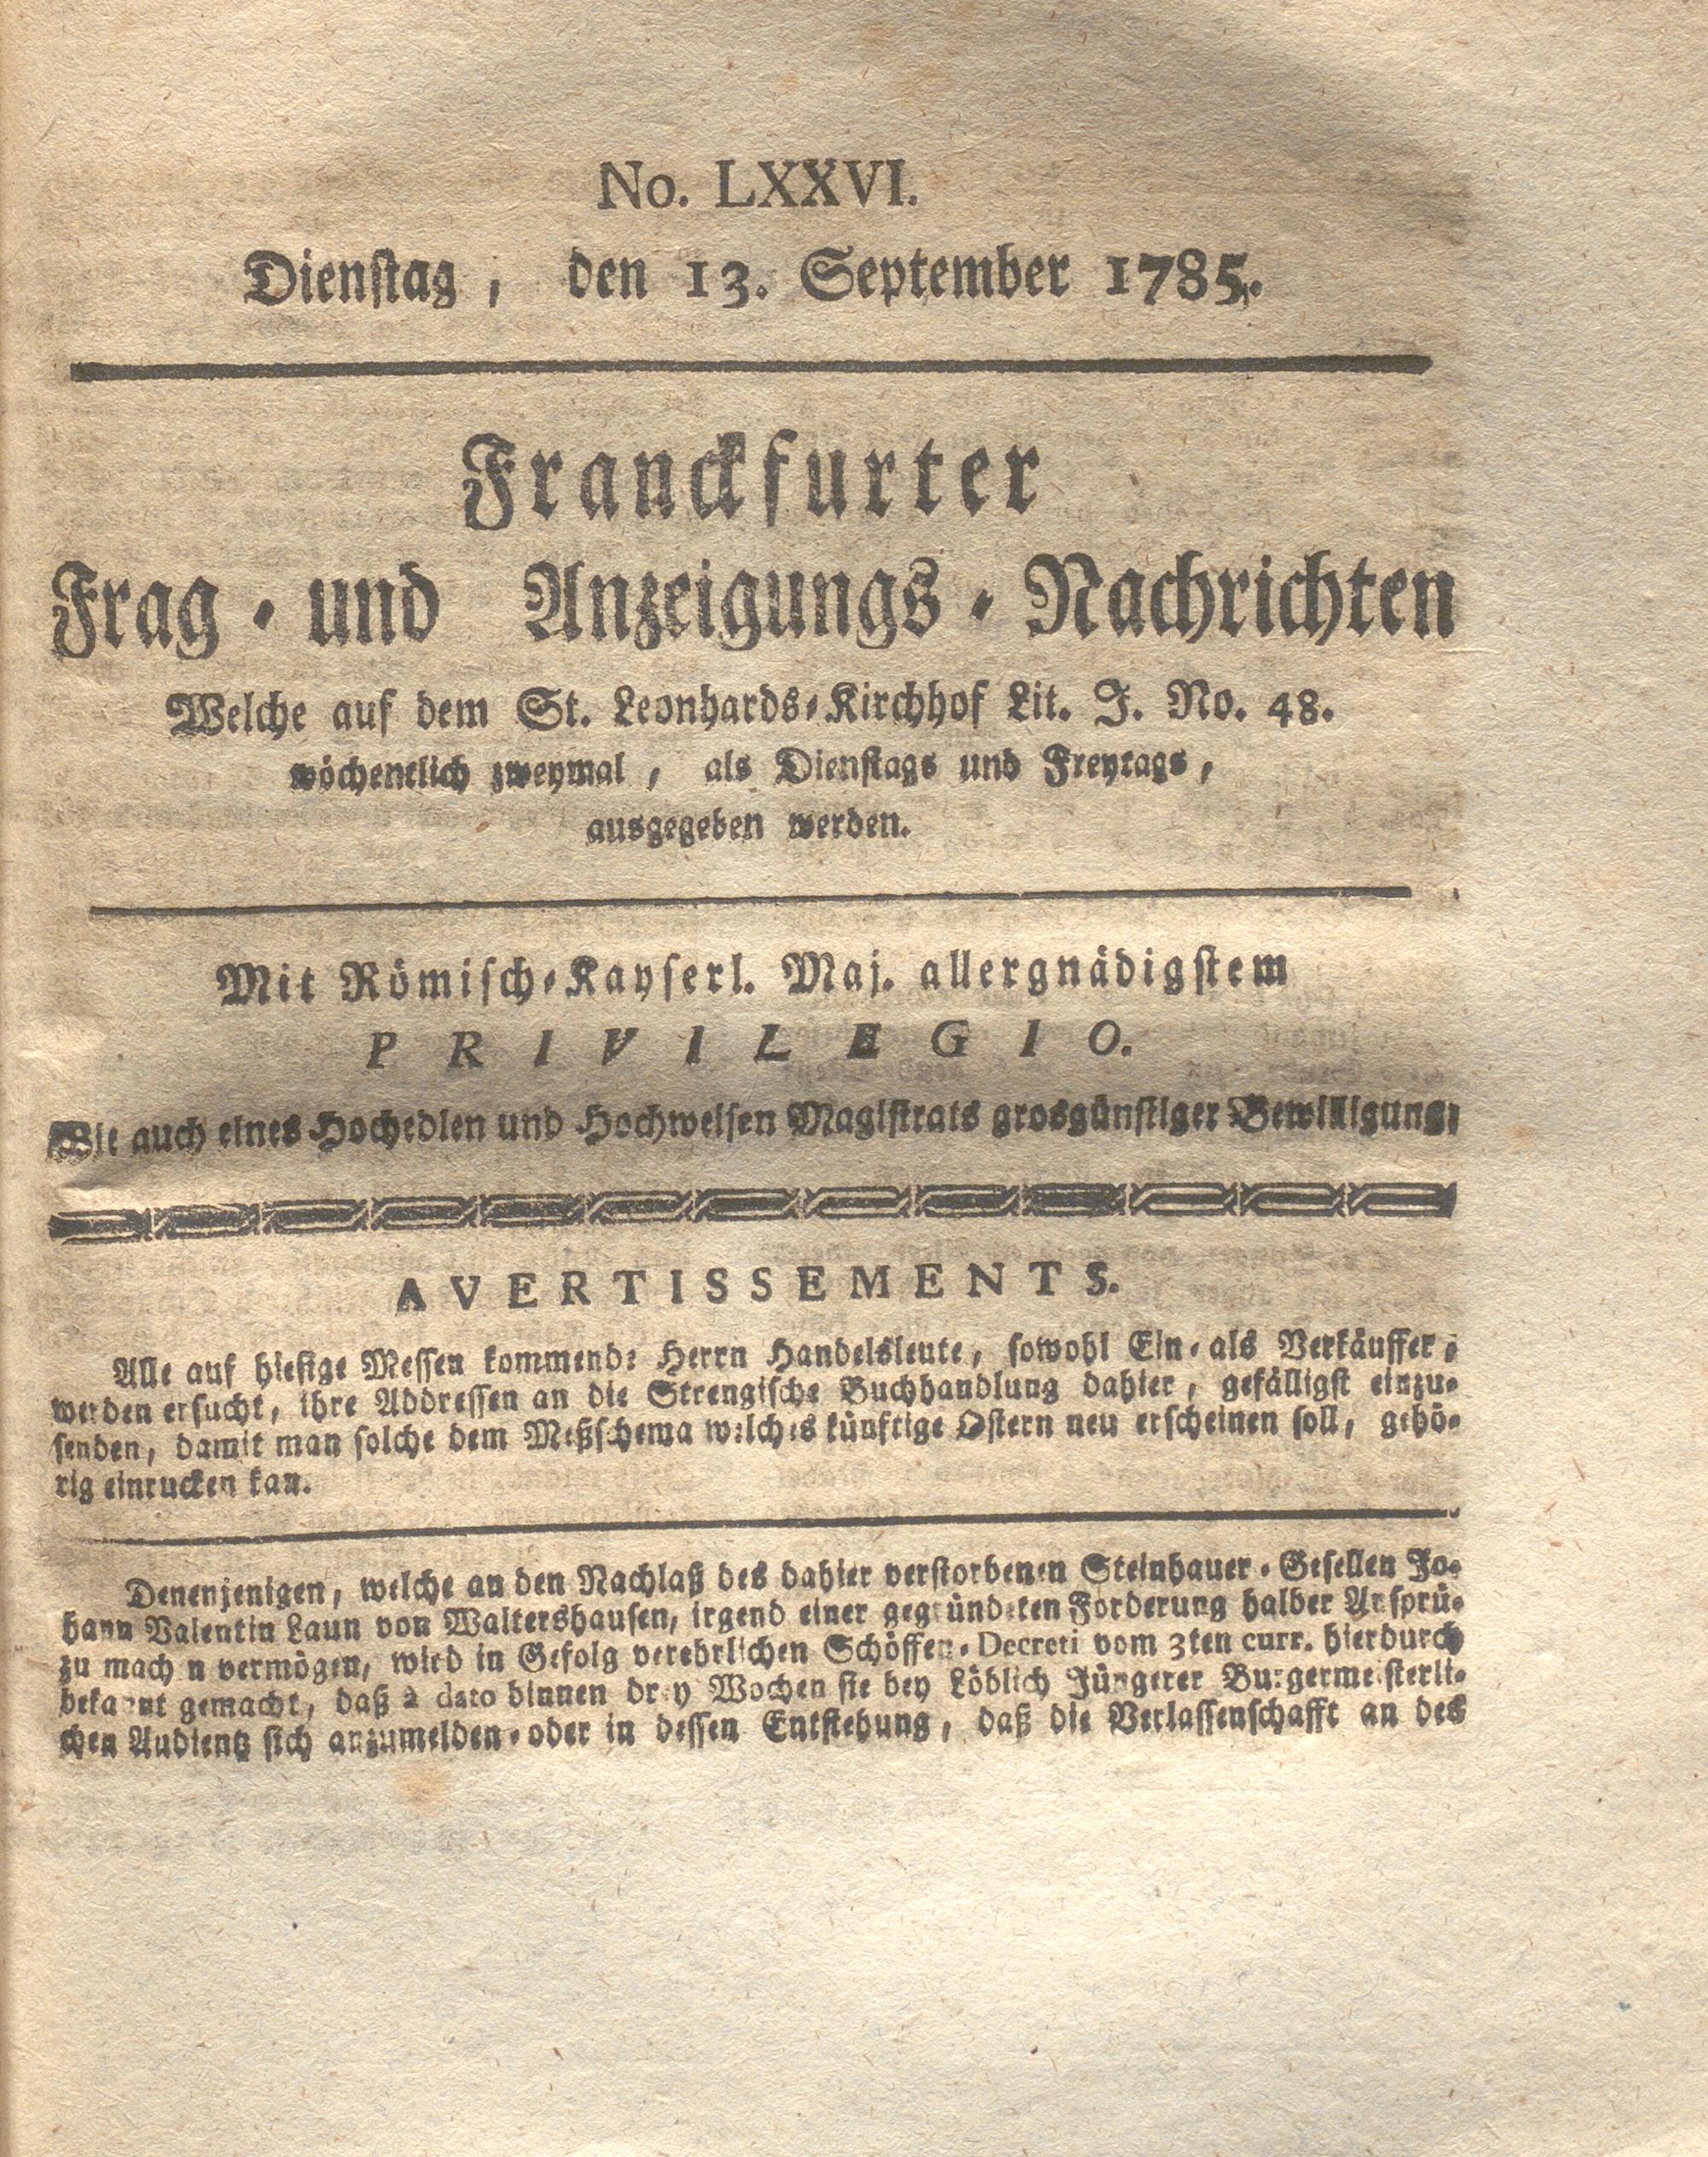 No. LXXVI.
Dienstag, den 13. September 1785.
Franckfurter
Frag- und Anzeigungs-Nachrichten
Welche auf dem St. Leonhards-Kirchhof Lit. J. No. 48.
wöchentlich zweymal, als Dienstags und Freytags,
ausgegeben werden.
Mit Römisch-Kayserl. Maj. allergnädigstem
PRIVILEGIO.
Wie auch eines Hochedlen und Hochweisen Magistrats grosgünstiger Bewilligung.
AVERTISSEMENTS.
Alle auf hiesige Messen kommende Herrn Handelsleute, sowohl Ein- als Verkäuffer,
werden ersucht, ihre Addressen an die Strengische Buchhandlung dahier, gefälligst einzu-
senden, damit man solche dem Meßschema welches künftige Ostern neu erscheinen soll, gehö-
rig einrucken kan.
Denenjenigen, welche an den Nachlaß des dahier verstorbenen Steinhauer-Gesellen Jo-
hann Valentin Laun von Waltershausen, irgend einer gegründeten Forderung halber Ansprü-
zu machen vermögen, wird in Gefolg verehrlichen Schöffen-Decreti vom 3ten curr. hierdurch
bekannt gemacht, daß à dato binnen drey Wochen sie bey Löblich Jüngerer Burgermeisterli-
chen Audientz sich anzumelden, oder in dessen Entstehung, daß die Verlassenschafft an des